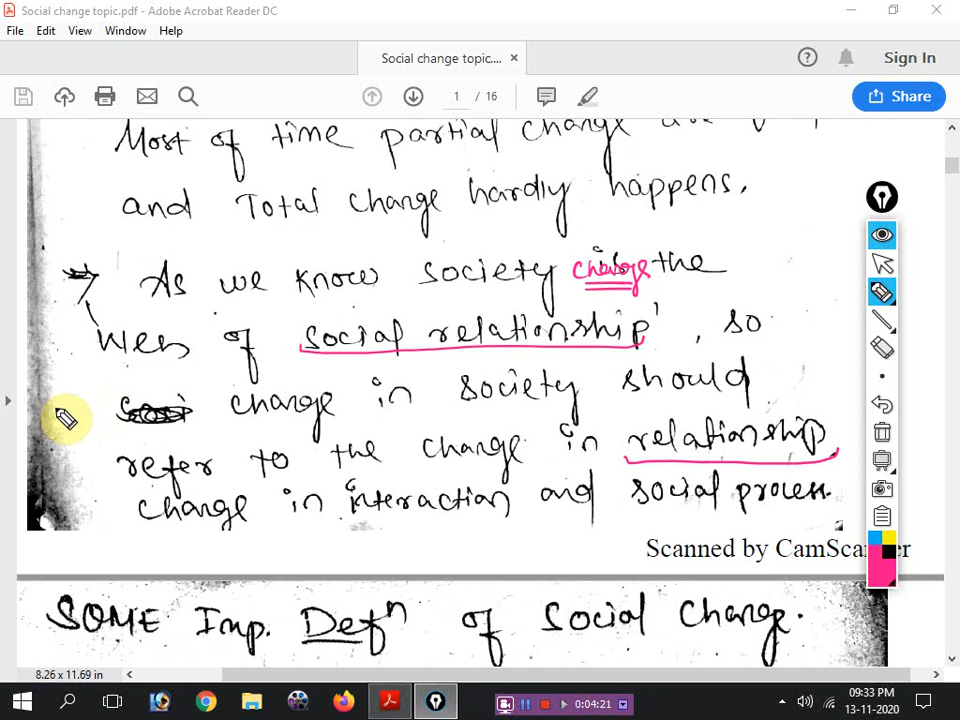 Social change topic.pdf - Adobe Acrobat Reader DC
File Edit View Window Help
Social change topic....
Sign In
1 / 16
Share
Most of time partial change
and Total change hardly happens.
As we know society is the
change
web of social relationship', so
change in society should
refer to the change in relationship
change in interaction and social process.
Scanned by CamScanner
SOME Imp. Defn of Social Change.
8.26 x 11.69 in
0:04:21
09:33 PM
13-11-2020